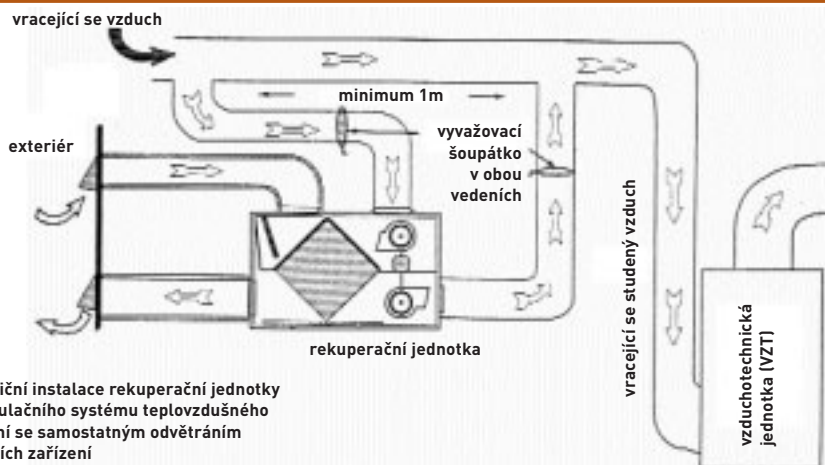 vracející se vzduch
minimum 1m
exteriér
vyvažovací
šoupátko
v obou
vedeních
vracející se studený vzduch
vzduchotechnická
jednotka (VZT)
rekuperační jednotka
iční instalace rekuperační jednotky
ulačního systému teplovzdušného
ní se samostatným odvětráním
ích zařízení